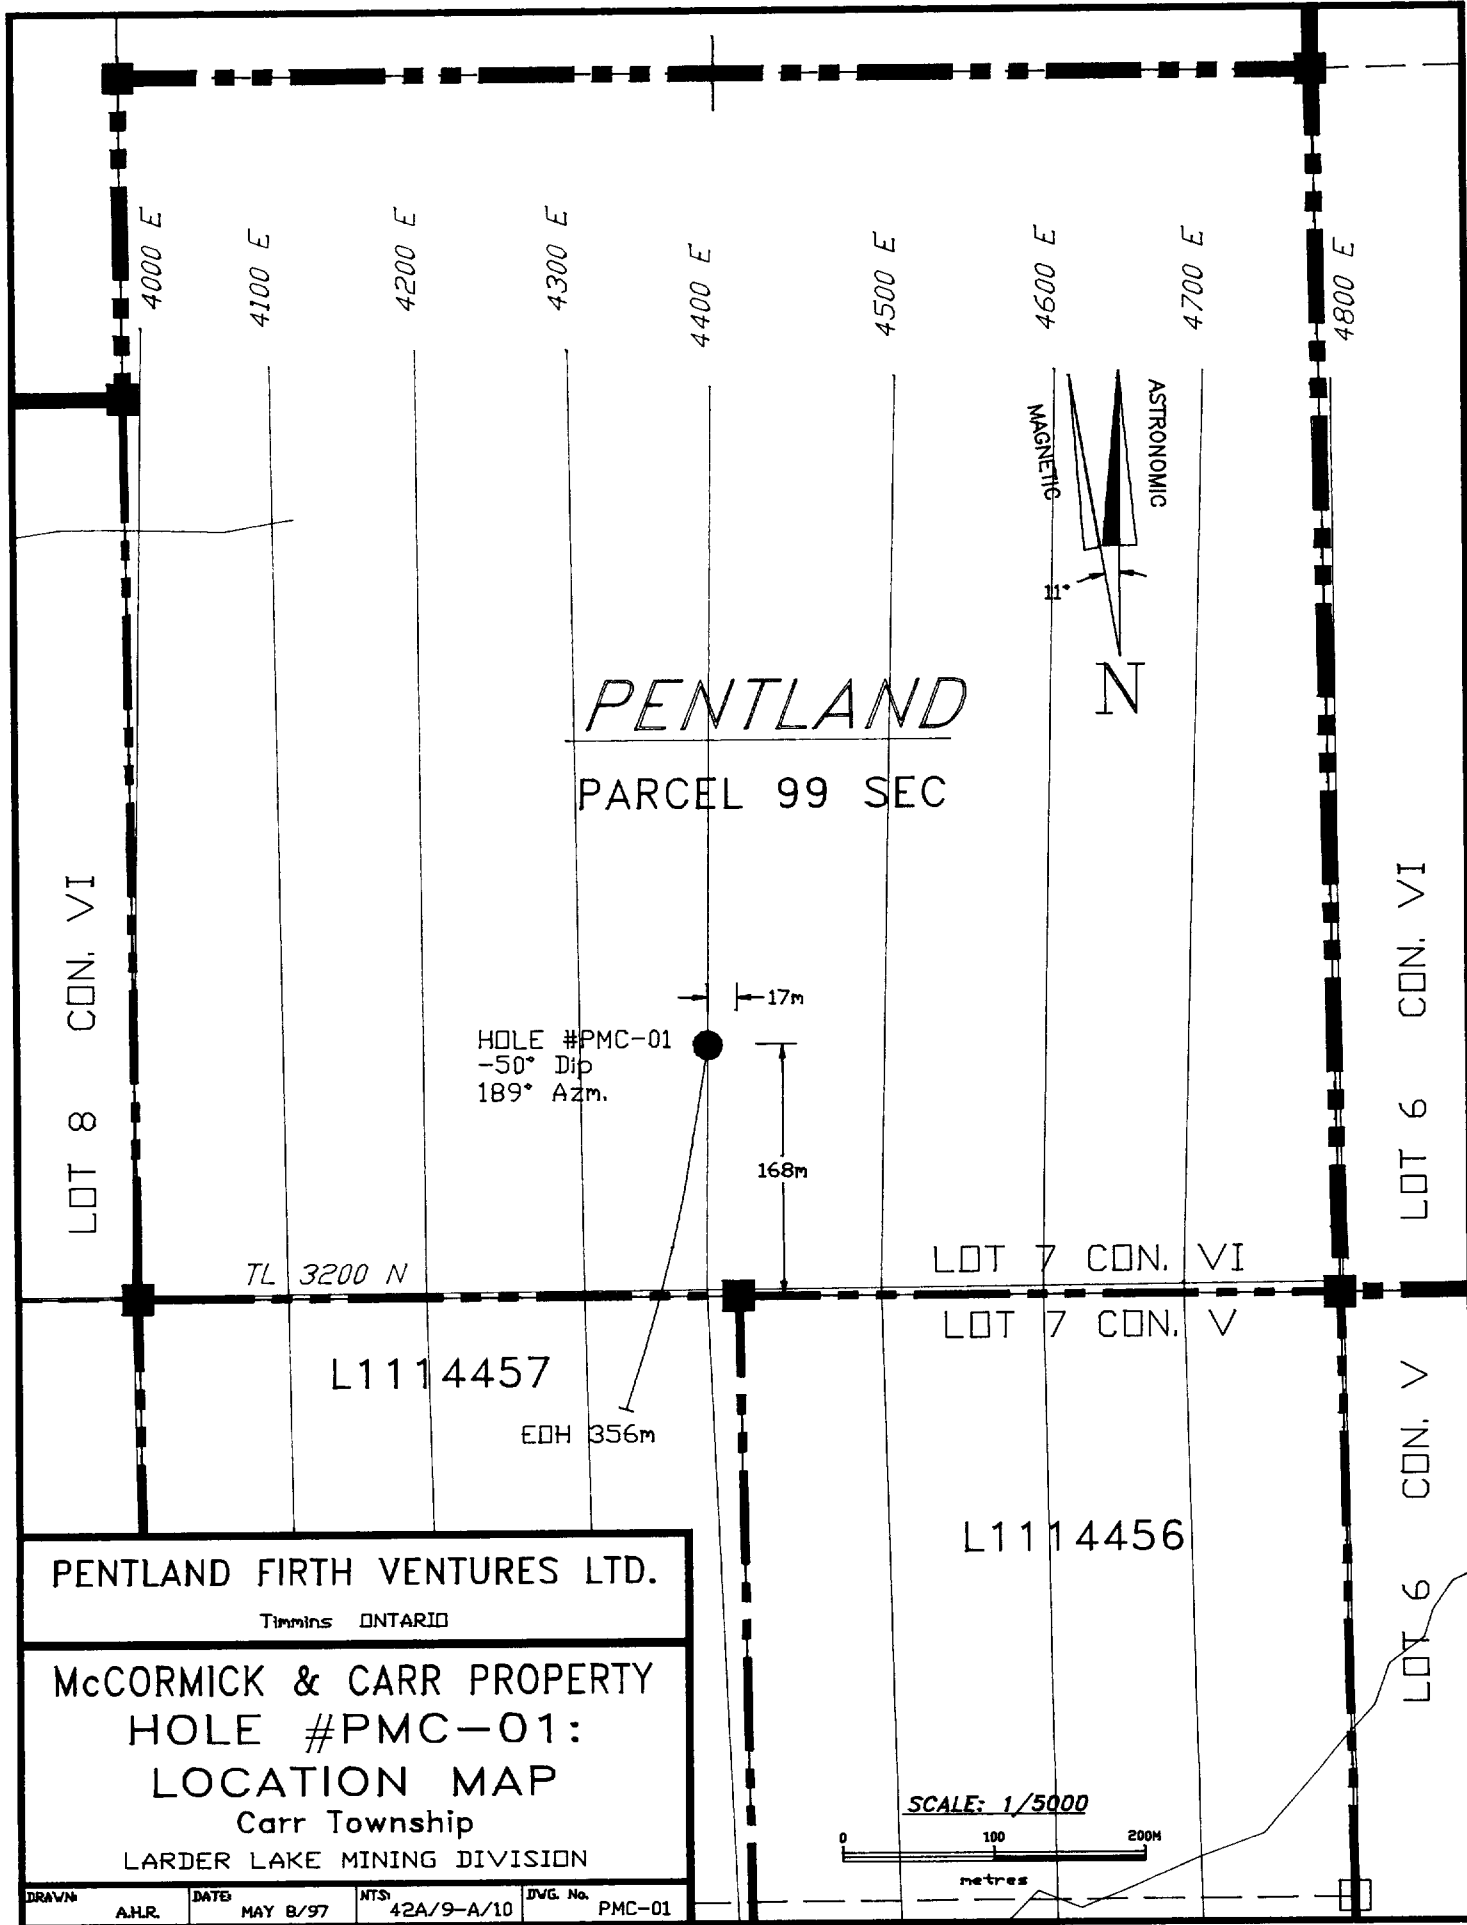 4000 E
4100 E
4200 E
4300 E
4400 E
4500 E
4600 E
4700 E
4800 E
MAGNETIC
ASTRONOMIC
11°
N
PENTLAND
PARCEL 99 SEC
LOT 8 CON. VI
LOT 6 CON. VI
17m
HOLE #PMC-01
-50° Dip
189° Azm.
168m
TL 3200 N
LOT 7 CON. VI
LOT 7 CON. V
L1114457
EOH 356m
L1114456
LOT 6 CON. V
PENTLAND FIRTH VENTURES LTD.
Timmins ONTARIO
McCORMICK & CARR PROPERTY
HOLE #PMC-01:
LOCATION MAP
Carr Township
LARDER LAKE MINING DIVISION
DRAWN: A.H.R.
DATE: MAY 8/97
NTS: 42A/9-A/10
DWG. No. PMC-01
SCALE: 1/5000
0 100 200M
metres